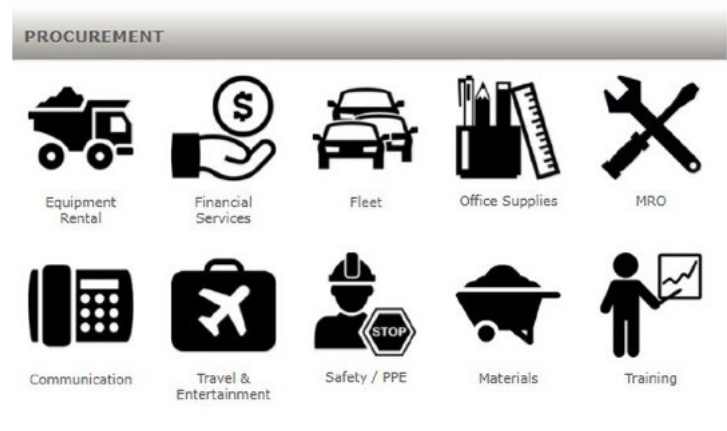 PROCUREMENT
$
Equipment
Rental
Financial
Services
Fleet
Office Supplies
MRO
STOP
Communication
Travel &
Entertainment
Safety / PPE
Materials
Training